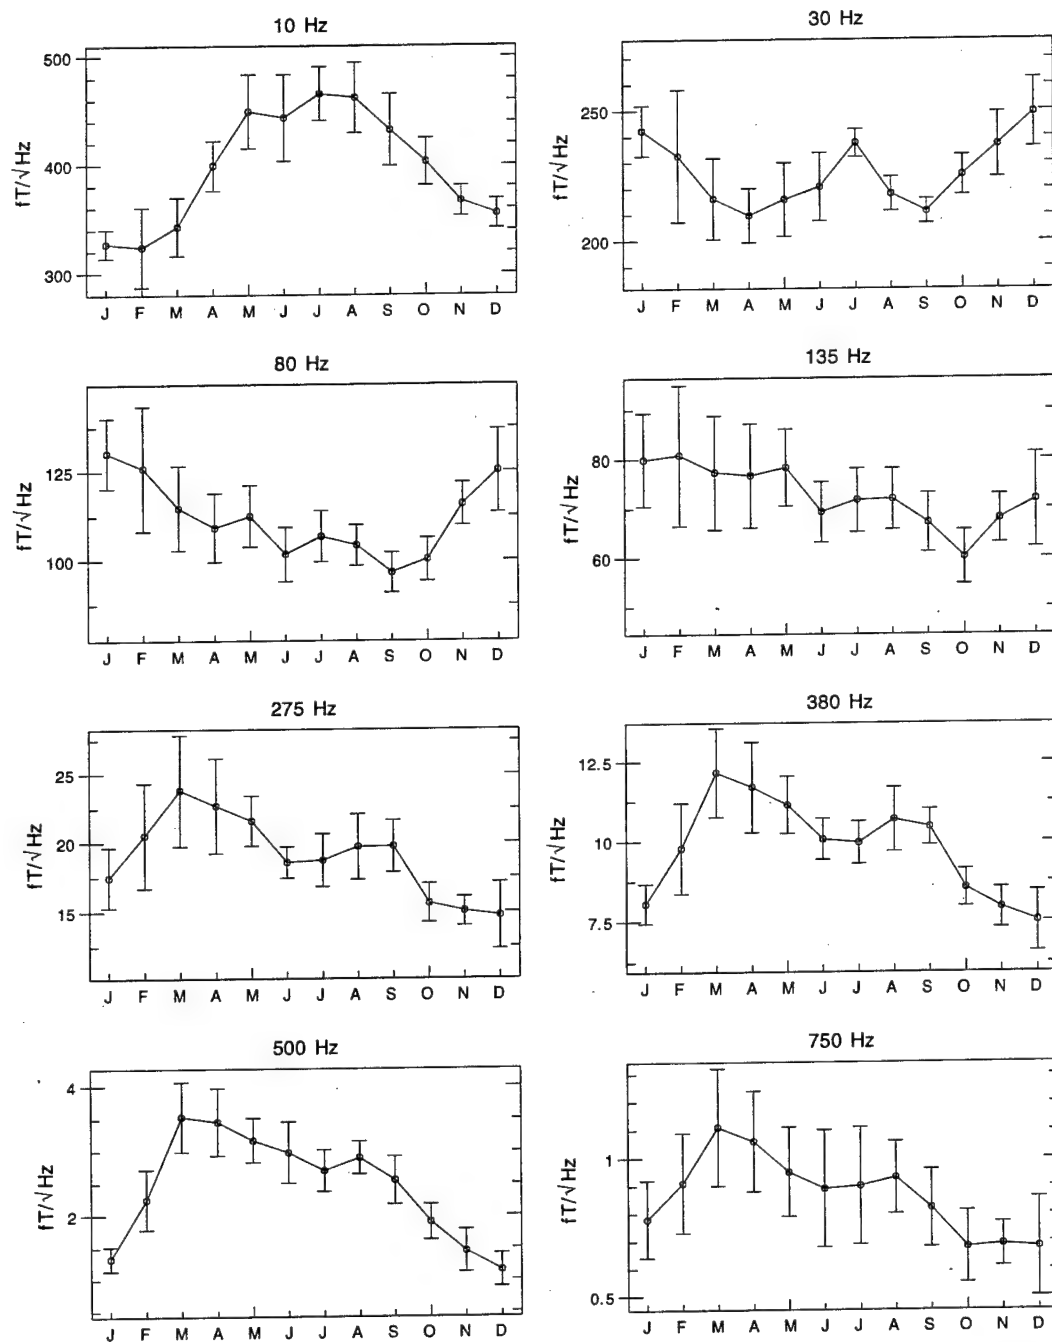 10 Hz
500
400
300
fT/√Hz
J F M A M J J A S O N D
30 Hz
250
200
fT/√Hz
J F M A M J J A S O N D
80 Hz
125
100
fT/√Hz
J F M A M J J A S O N D
135 Hz
80
60
fT/√Hz
J F M A M J J A S O N D
275 Hz
25
20
15
fT/√Hz
J F M A M J J A S O N D
380 Hz
12.5
10
7.5
fT/√Hz
J F M A M J J A S O N D
500 Hz
4
2
fT/√Hz
J F M A M J J A S O N D
750 Hz
1
0.5
fT/√Hz
J F M A M J J A S O N D